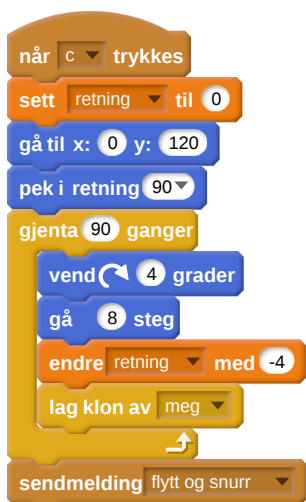 når c trykkes
sett retning til 0
gå til x: 0 y: 120
pek i retning 90
gjenta 90 ganger
vend 4 grader
gå 8 steg
endre retning med -4
lag klon av meg
sendmelding flytt og snurr